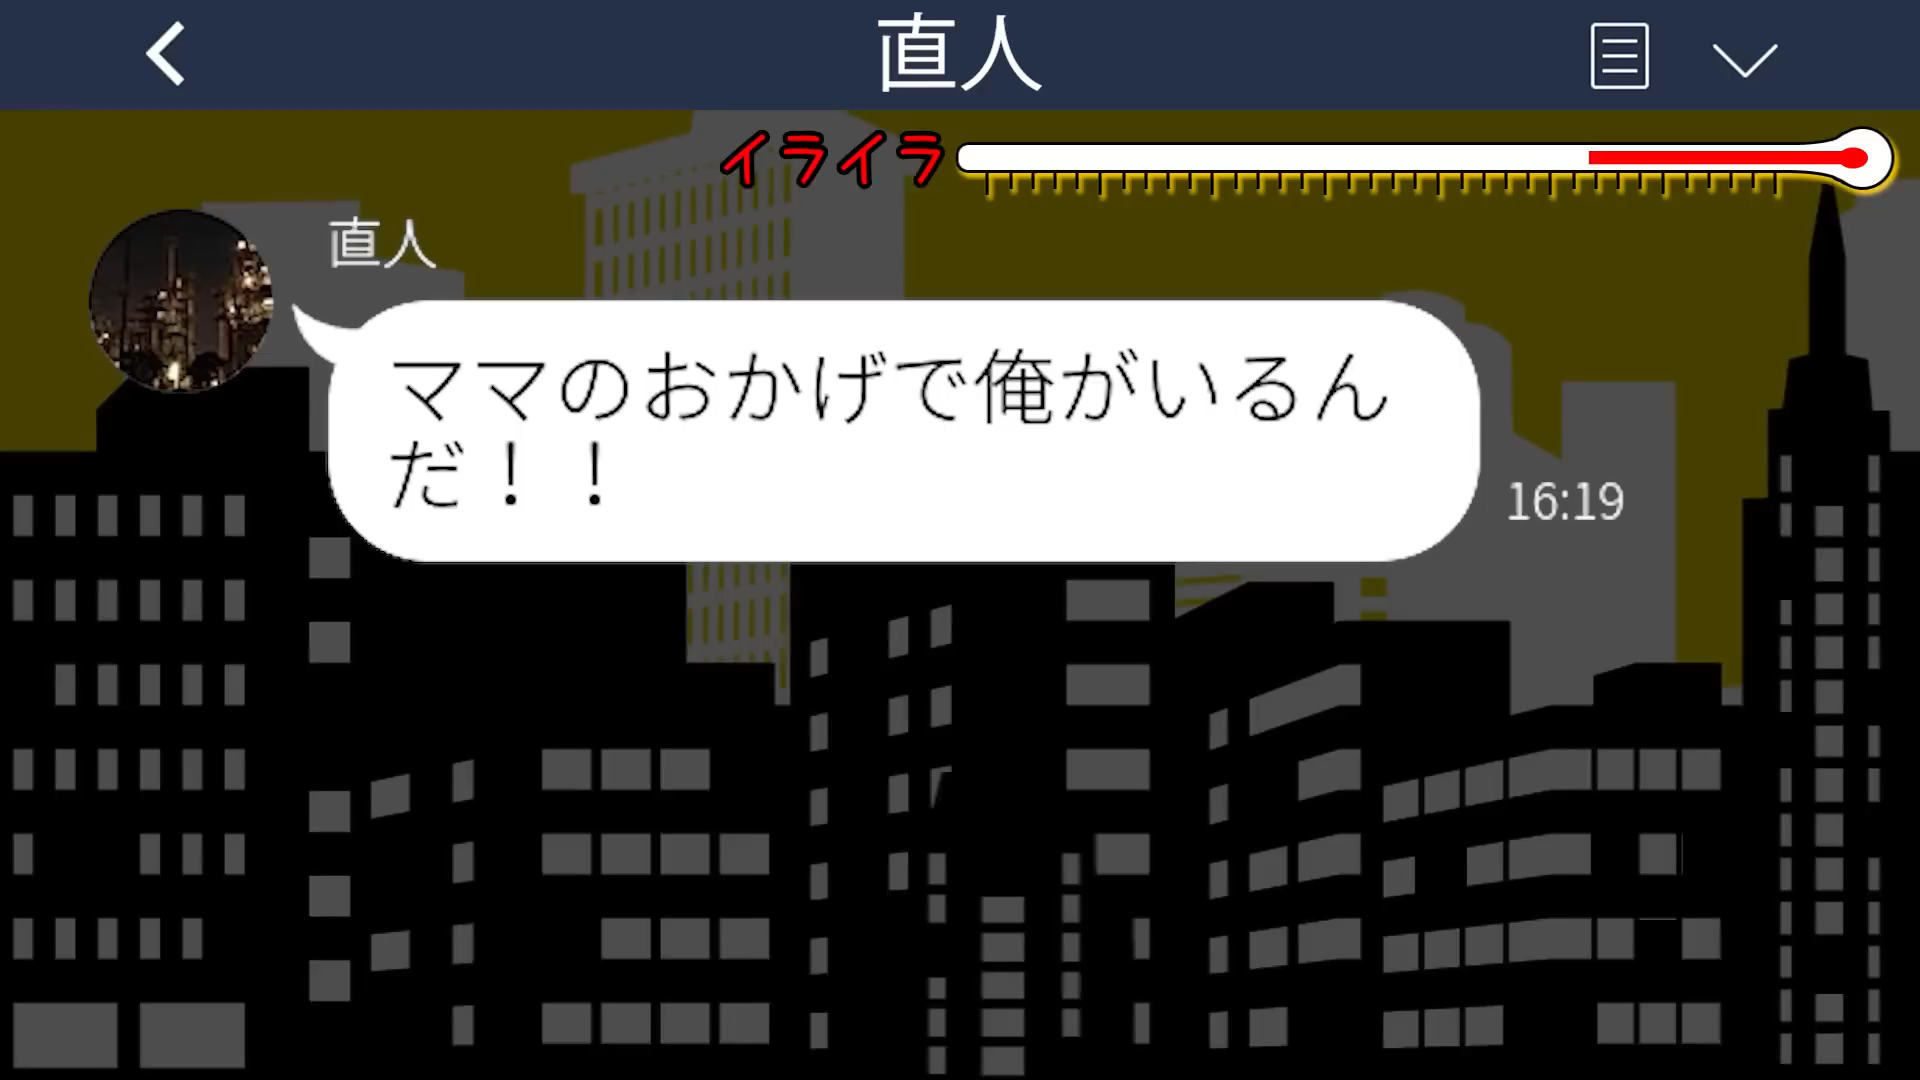 直人
イライラ
直人
ママのおかげで俺がいるん
だ！！
16:19